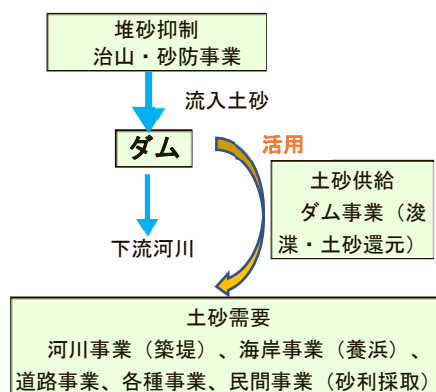 堆砂抑制
治山・砂防事業
流入土砂
ダム
活用
土砂供給
ダム事業（浚
渫・土砂還元）
下流河川
土砂需要
河川事業（築堤）、海岸事業（養浜）、
道路事業、各種事業、民間事業（砂利採取）